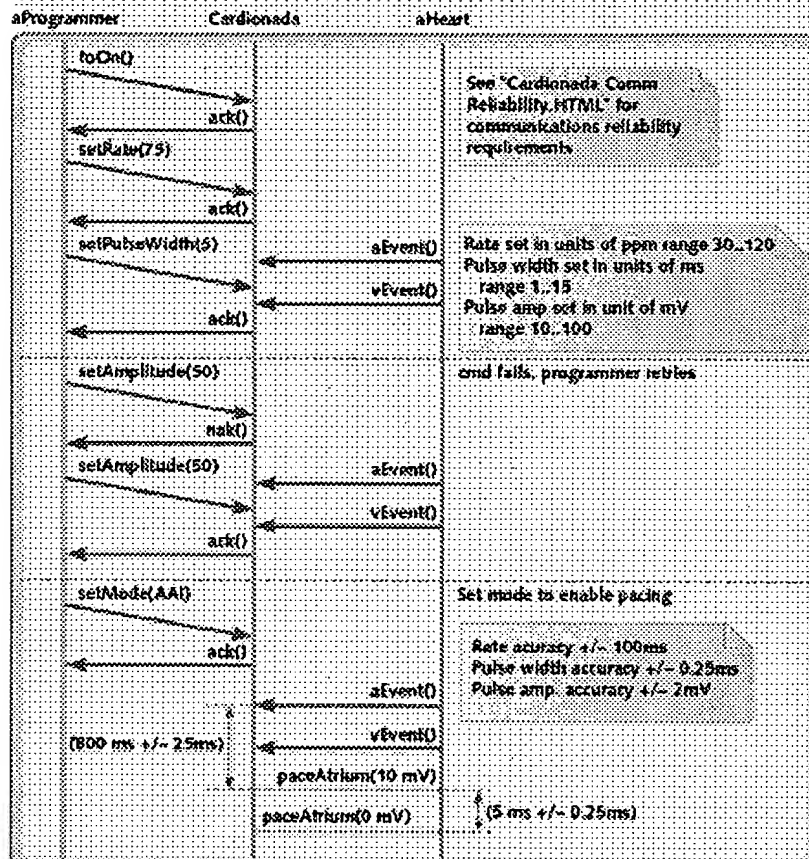 aProgrammer Cardionada aHeart
toOn()
See "Cardionada Comm
Reliability.HTML" for
communications reliability
requirements
ack()
setRate(75)
ack()
setPulseWidth(5)
aEvent()
Rate set in units of ppm range 30..120
Pulse width set in units of ms
range 1..15
Pulse amp set in unit of mV
range 10..100
vEvent()
ack()
setAmplitude(50)
cmd fails, programmer retries
nak()
setAmplitude(50)
aEvent()
vEvent()
ack()
setMode(AAI)
Set mode to enable pacing
ack()
Rate acuracy +/- 100ms
Pulse width accuracy +/- 0.25ms
Pulse amp. accuracy +/- 2mV
aEvent()
(800 ms +/- 25ms)
vEvent()
paceAtrium(10 mV)
paceAtrium(0 mV)
(5 ms +/- 0.25ms)